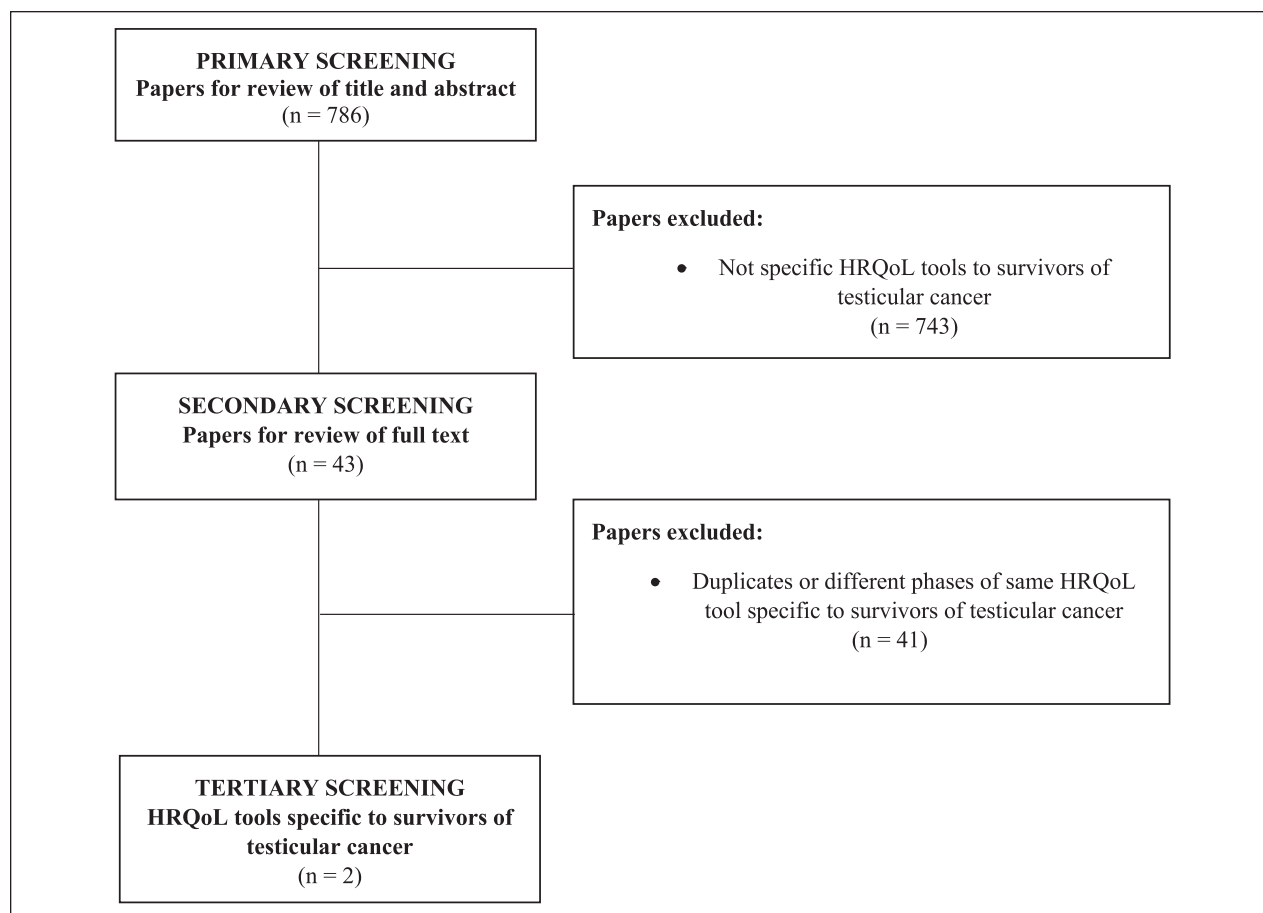 PRIMARY SCREENING
Papers for review of title and abstract
(n = 786)
Papers excluded:
• Not specific HRQoL tools to survivors of
testicular cancer
(n = 743)
SECONDARY SCREENING
Papers for review of full text
(n = 43)
Papers excluded:
• Duplicates or different phases of same HRQoL
tool specific to survivors of testicular cancer
(n = 41)
TERTIARY SCREENING
HRQoL tools specific to survivors of
testicular cancer
(n = 2)